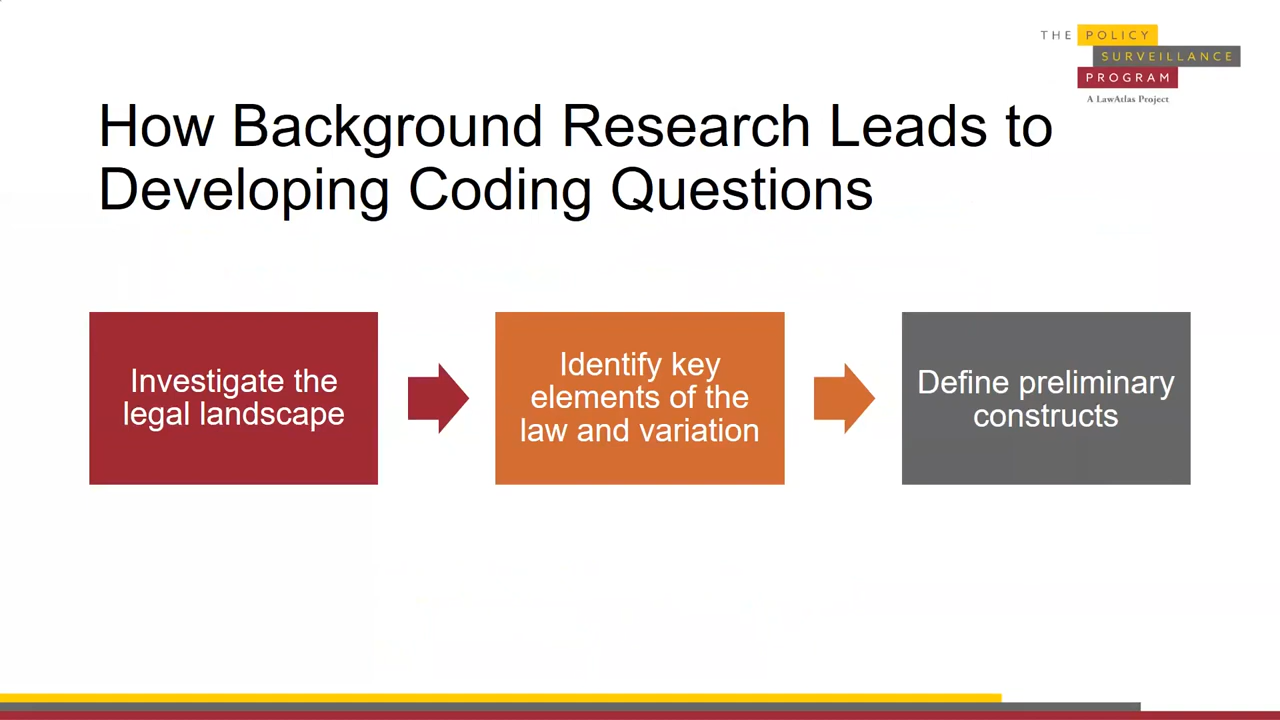 THE POLICY
SURVEILLANCE
PROGRAM
A LawAtlas Project
How Background Research Leads to
Developing Coding Questions
Investigate the
legal landscape
Identify key
elements of the
law and variation
Define preliminary
constructs